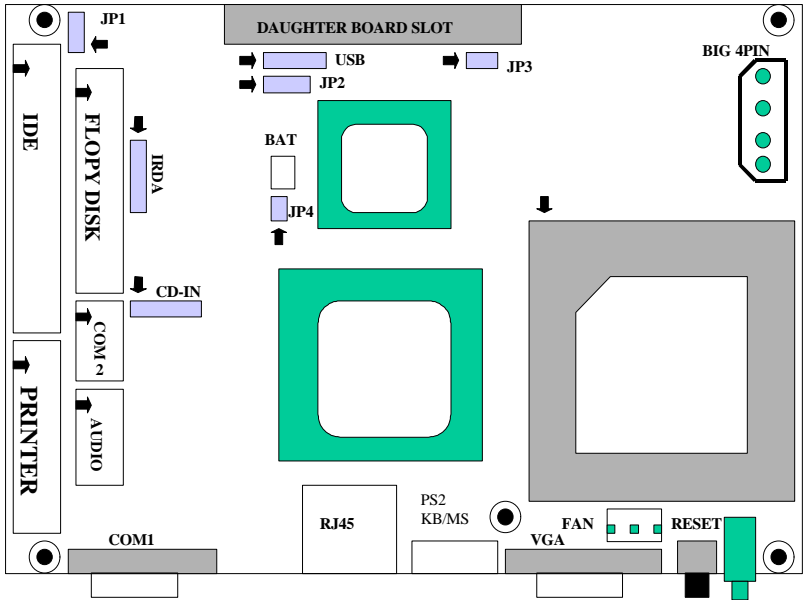 JP1
DAUGHTER BOARD SLOT
USB
JP3
JP2
BIG 4PIN
IDE
FLOPY DISK
IRDA
BAT
JP4
CD-IN
COM 2
PRINTER
AUDIO
RJ45
PS2
KB/MS
FAN
RESET
COM1
VGA